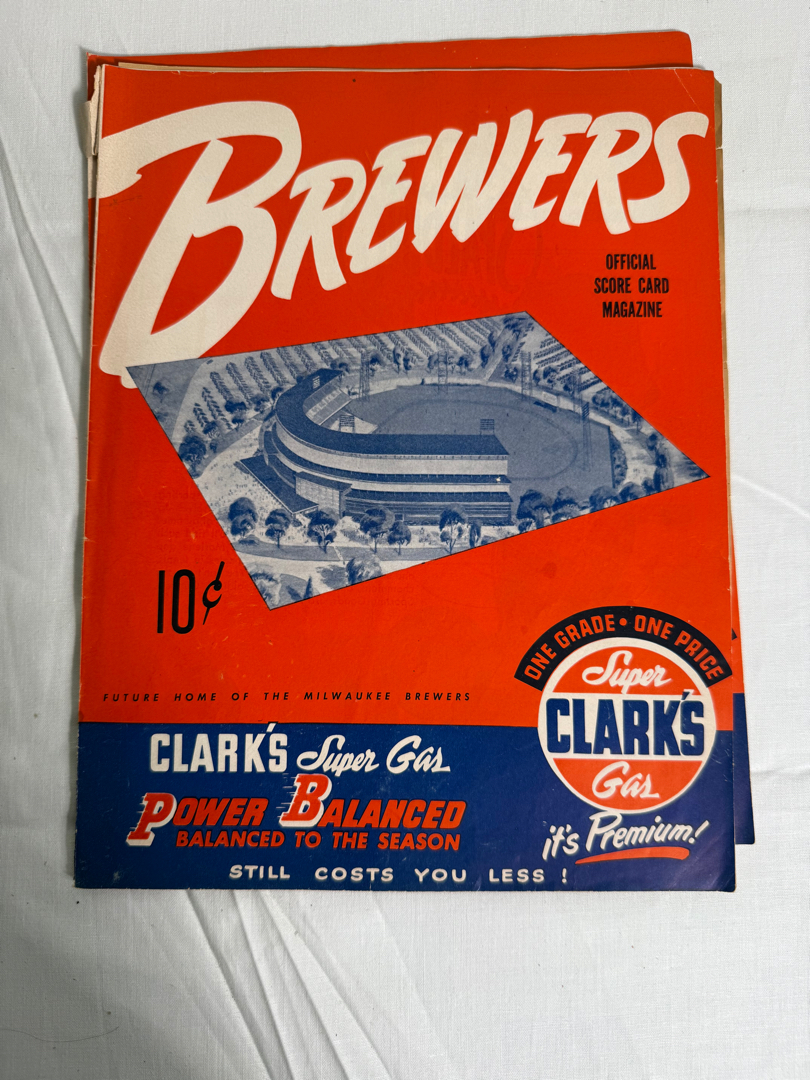 BREWERS
OFFICIAL
SCORE CARD
MAGAZINE
10¢
FUTURE HOME OF THE MILWAUKEE BREWERS
ONE GRADE • ONE PRICE
Super
CLARK'S
Gas
it's Premium!
CLARK'S Super Gas
POWER BALANCED
BALANCED TO THE SEASON
STILL COSTS YOU LESS !